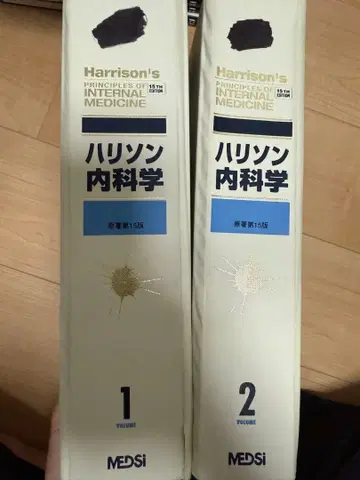 Harrison's
PRINCIPLES OF
INTERNAL
MEDICINE
15TH
EDITION
ハリソン
内科学
原著第15版
1
VOLUME
MEDSi
Harrison's
PRINCIPLES OF
INTERNAL
MEDICINE
15TH
EDITION
ハリソン
内科学
原著第15版
2
VOLUME
MEDSi